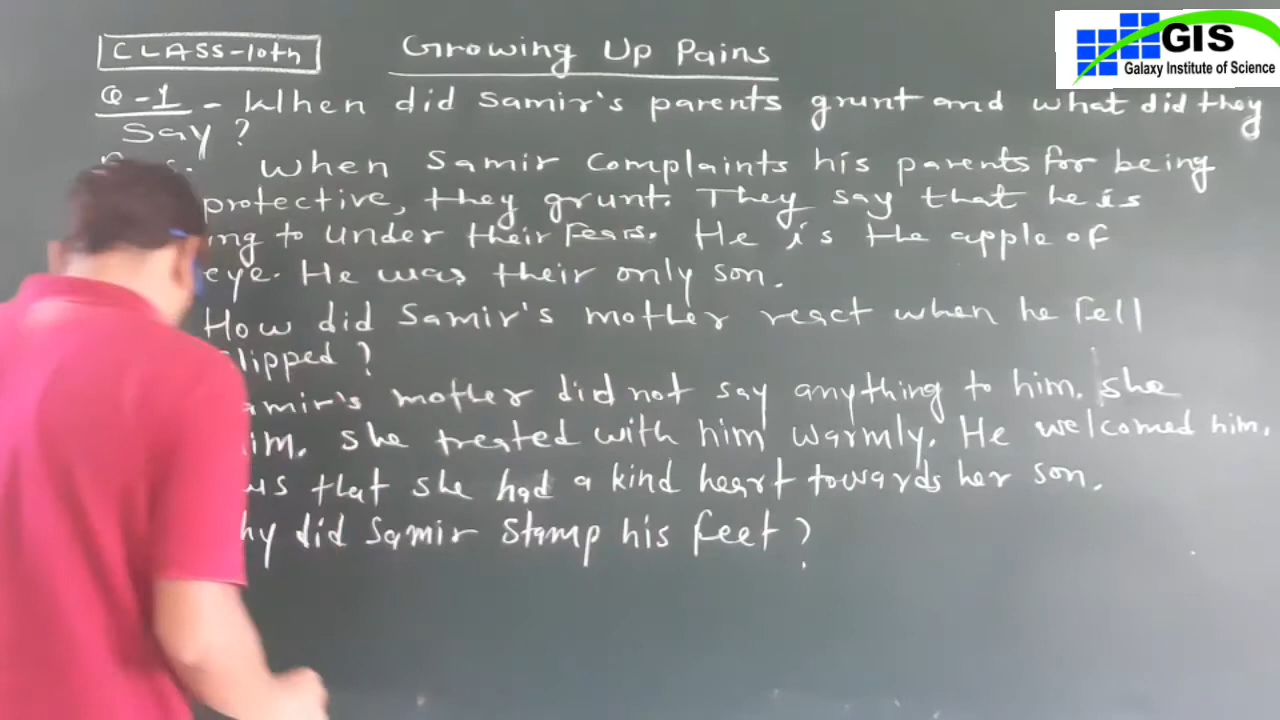 CLASS-10th Growing Up Pains
GIS
Galaxy Institute of Science
Q-1 - When did Samir's parents grunt and what did they
Say ?
When Samir Complaints his parents for being
protective, they grunt. They say that he is
ing to under their Fears. He is the apple of
eye. He was their only son.
How did Samir's mother react when he fell
slipped ?
amir's mother did not say anything to him. She
him. She treated with him warmly. He welcomed him.
that she had a kind heart towards her son.
hy did Samir Stamp his feet ?